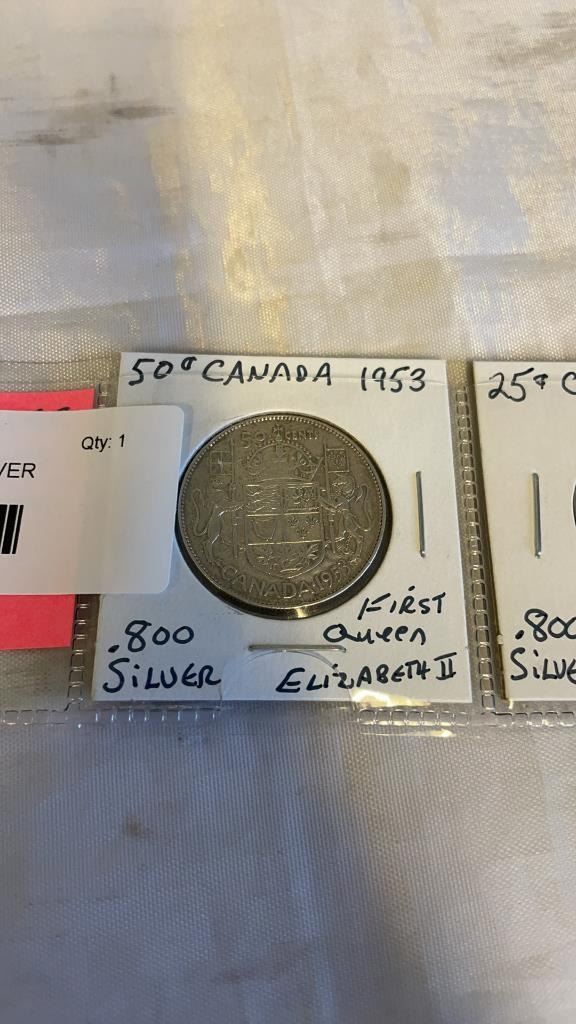 50¢ CANADA 1953
25¢ C
Qty: 1
VER
50 CENTS
CANADA 1953
FIRST
Queen
ELIZABETH II
.800
SILVER
.800
SILVE